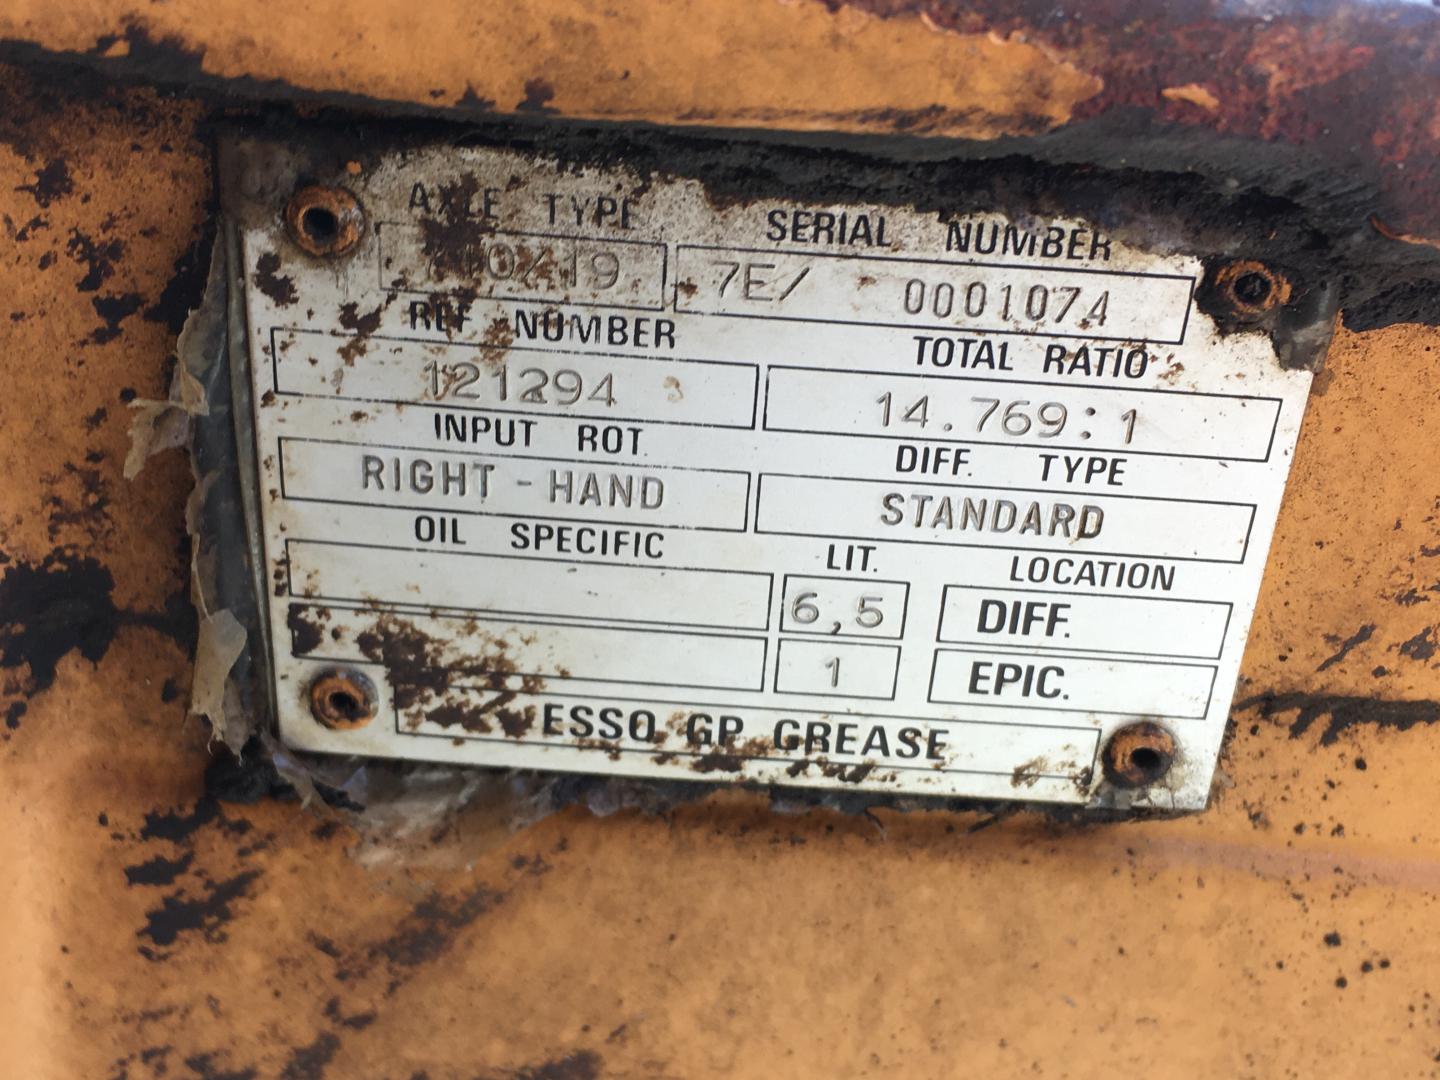 AXLE TYPE SERIAL NUMBER
7E/ 0001074
REF NUMBER TOTAL RATIO
121294 14.769:1
INPUT ROT. DIFF. TYPE
RIGHT-HAND STANDARD
OIL SPECIFIC LIT. LOCATION
6,5 DIFF.
1 EPIC.
ESSO GP GREASE